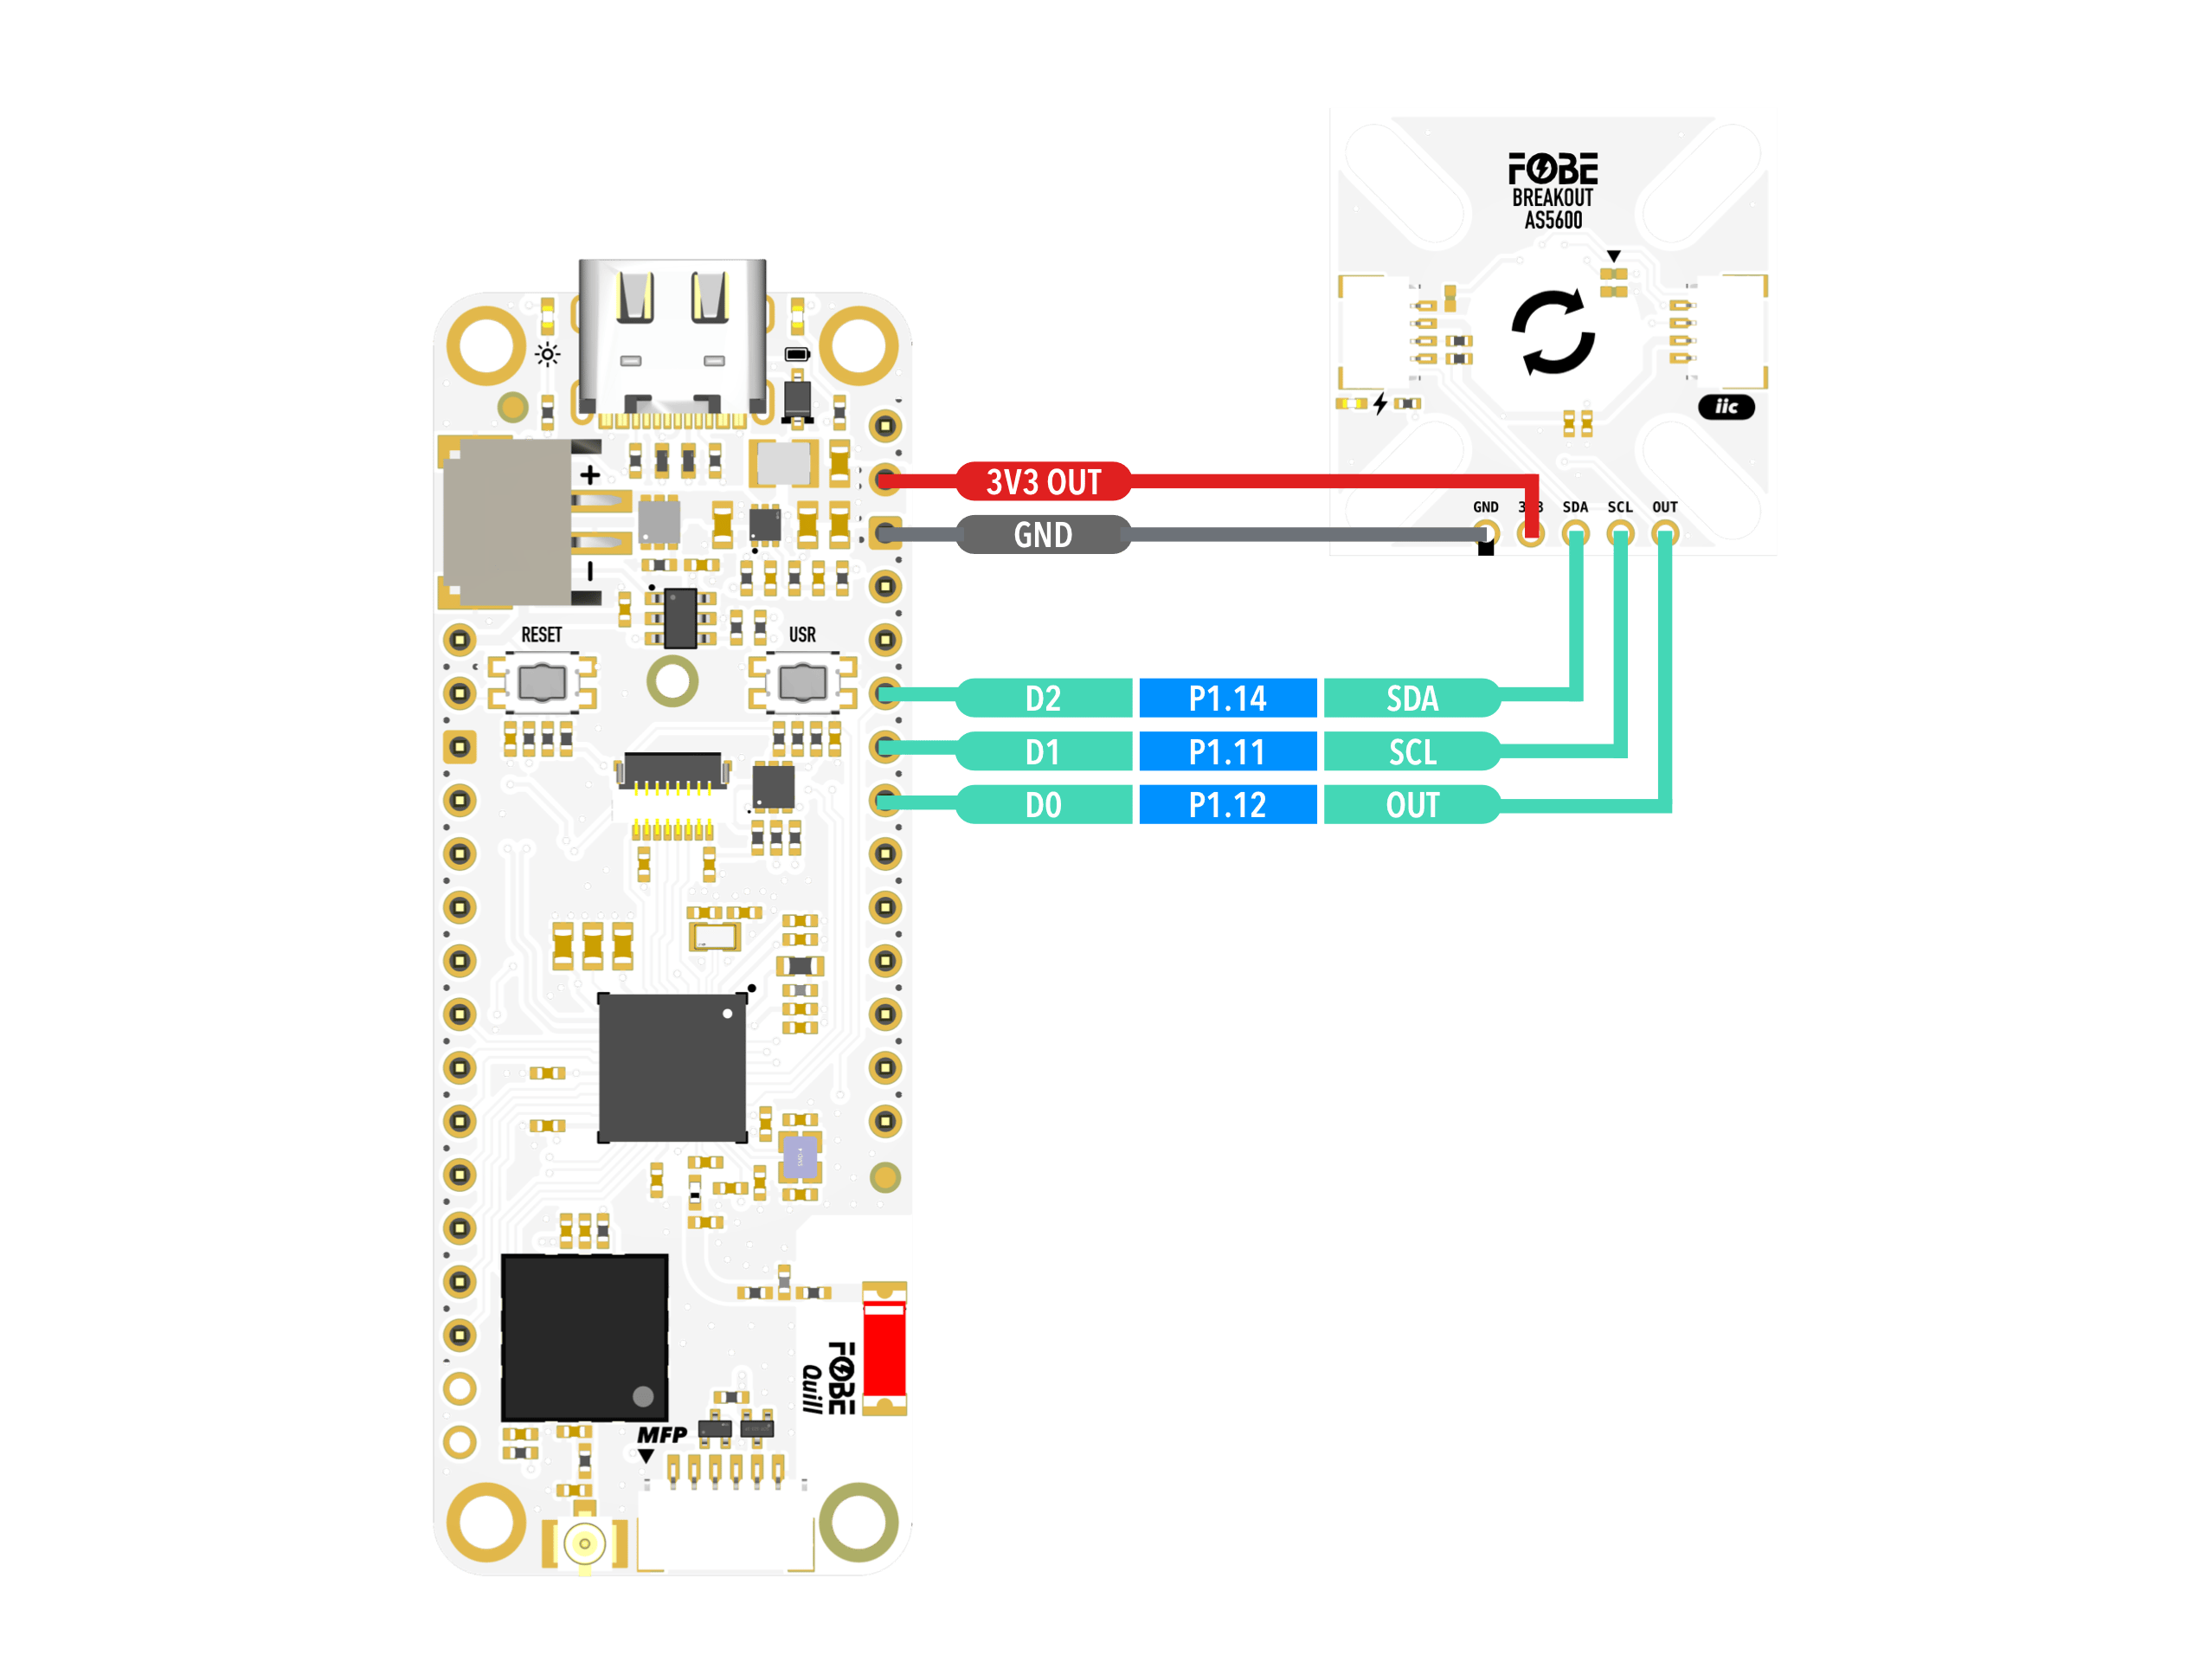 FOBE
BREAKOUT
AS5600
iic
+
3V3 OUT
GND SDA SCL OUT
GND
−
RESET
USR
D2 P1.14 SDA
D1 P1.11 SCL
D0 P1.12 OUT
FOBE
Quill
MFP